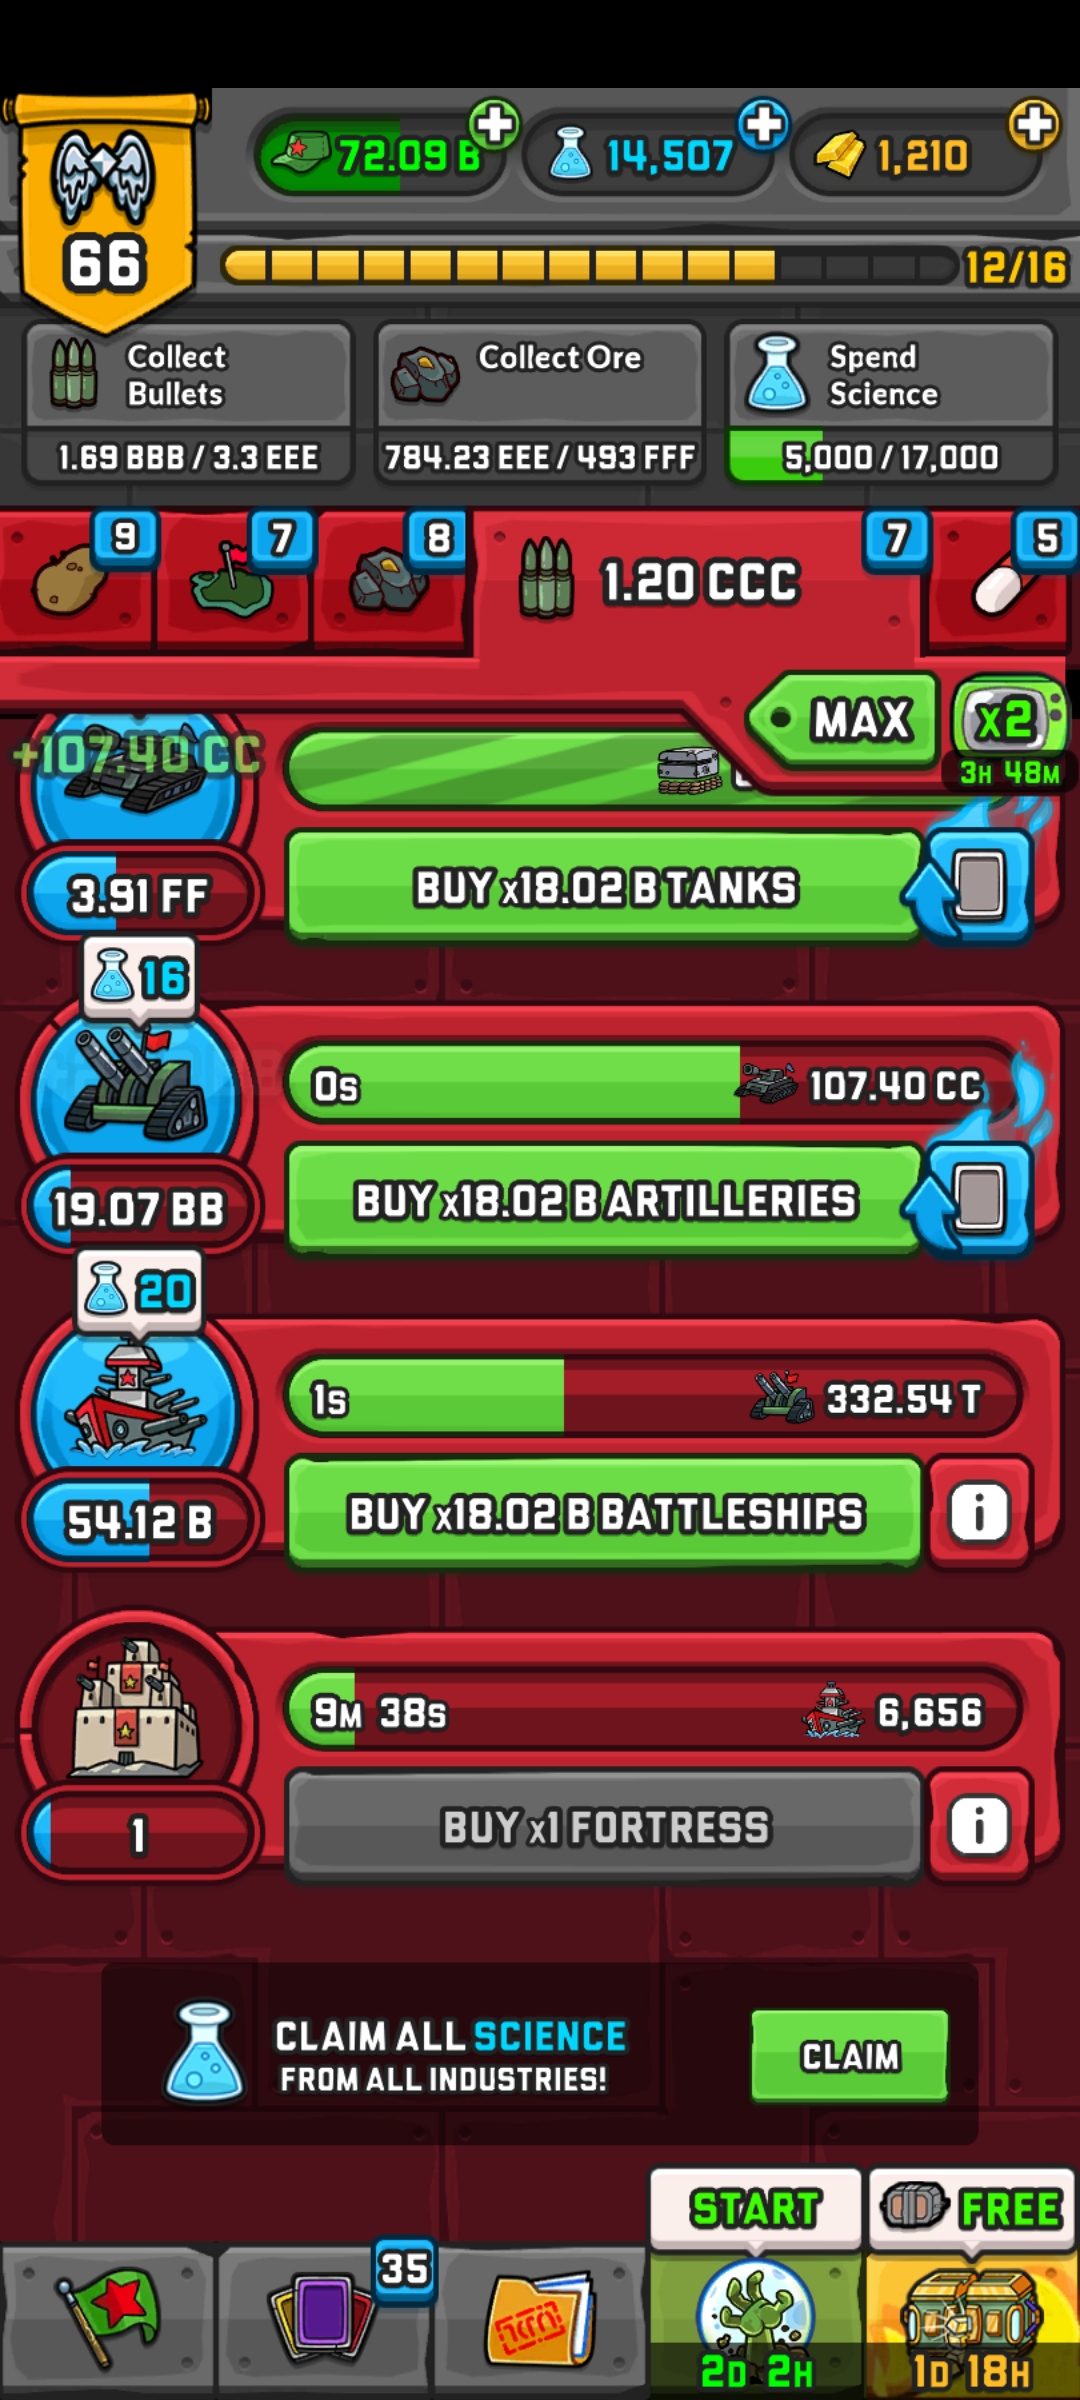 72.09 B
14,507
1,210
66
12/16
Collect
Bullets
1.69 BBB / 3.3 EEE
Collect Ore
784.23 EEE / 493 FFF
Spend
Science
5,000 / 17,000
9
7
8
1.20 CCC
7
5
MAX
x2
3H 48M
+107.40 CC
3.91 FF
BUY x18.02 B TANKS
16
0s
107.40 CC
19.07 BB
BUY x18.02 B ARTILLERIES
20
1s
332.54 T
54.12 B
BUY x18.02 B BATTLESHIPS
i
9M 38s
6,656
1
BUY x1 FORTRESS
i
CLAIM ALL SCIENCE
FROM ALL INDUSTRIES!
CLAIM
START
FREE
35
2D 2H
1D 18H